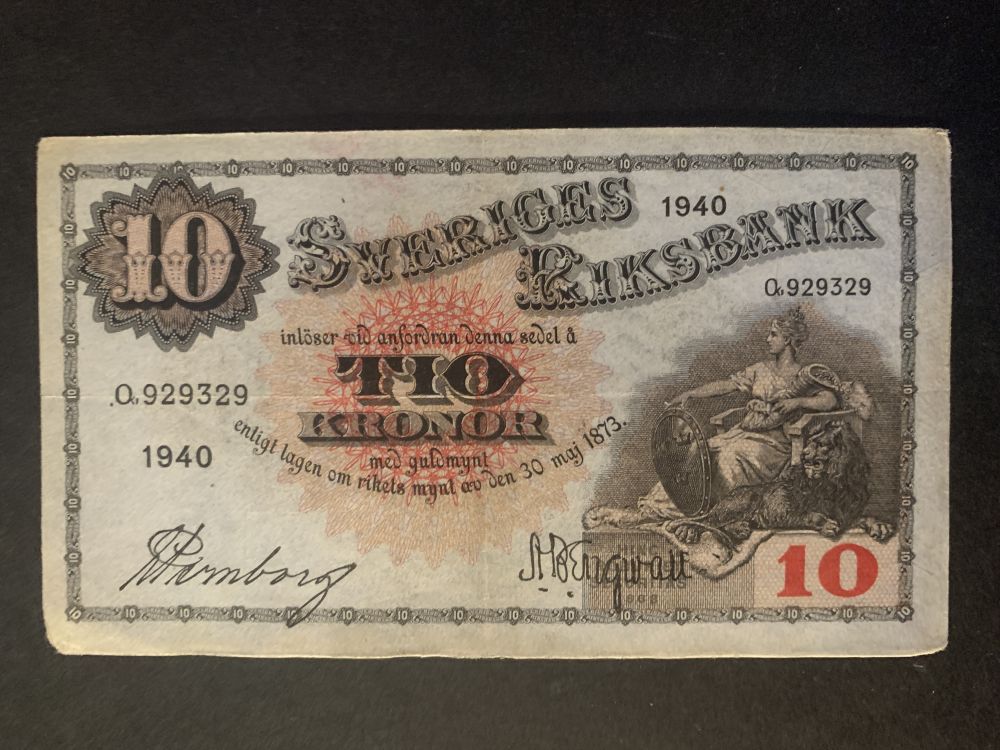 10
SVERIGES
RIKSBANK
1940
929329
inlöser vid anfordran denna sedel å
TIO
KRONOR
enligt lagen om rikets mynt av den 30 maj 1873.
med guldmynt
929329
1940
10